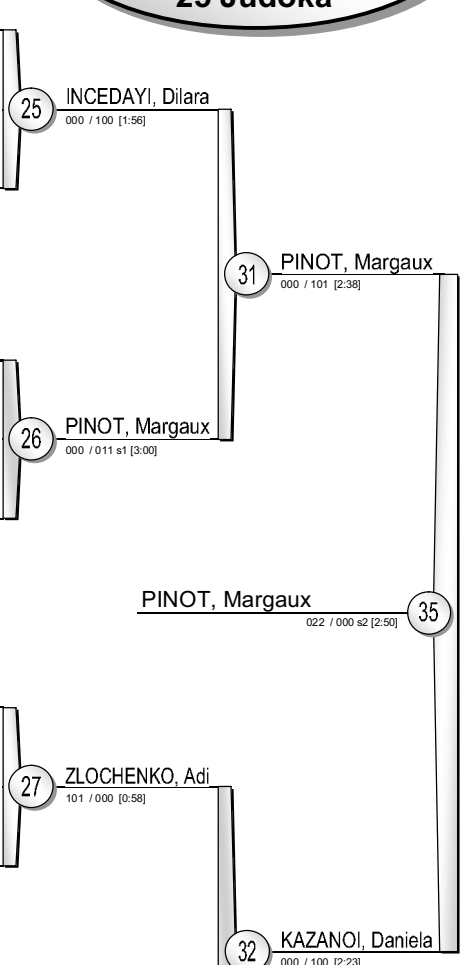 25 Judoka
25
INCEDAYI, Dilara
000 / 100 [1:56]
31
PINOT, Margaux
000 / 101 [2:38]
26
PINOT, Margaux
000 / 011 s1 [3:00]
PINOT, Margaux
022 / 000 s2 [2:50]
35
27
ZLOCHENKO, Adi
101 / 000 [0:58]
32
KAZANOI, Daniela
000 / 100 [2:23]